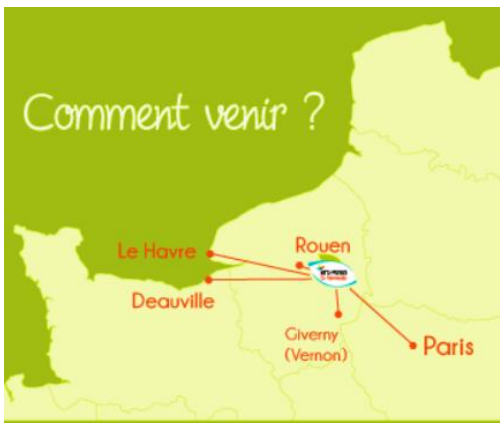 Comment venir ?
Le Havre
Rouen
Deauville
Giverny
(Vernon)
Paris